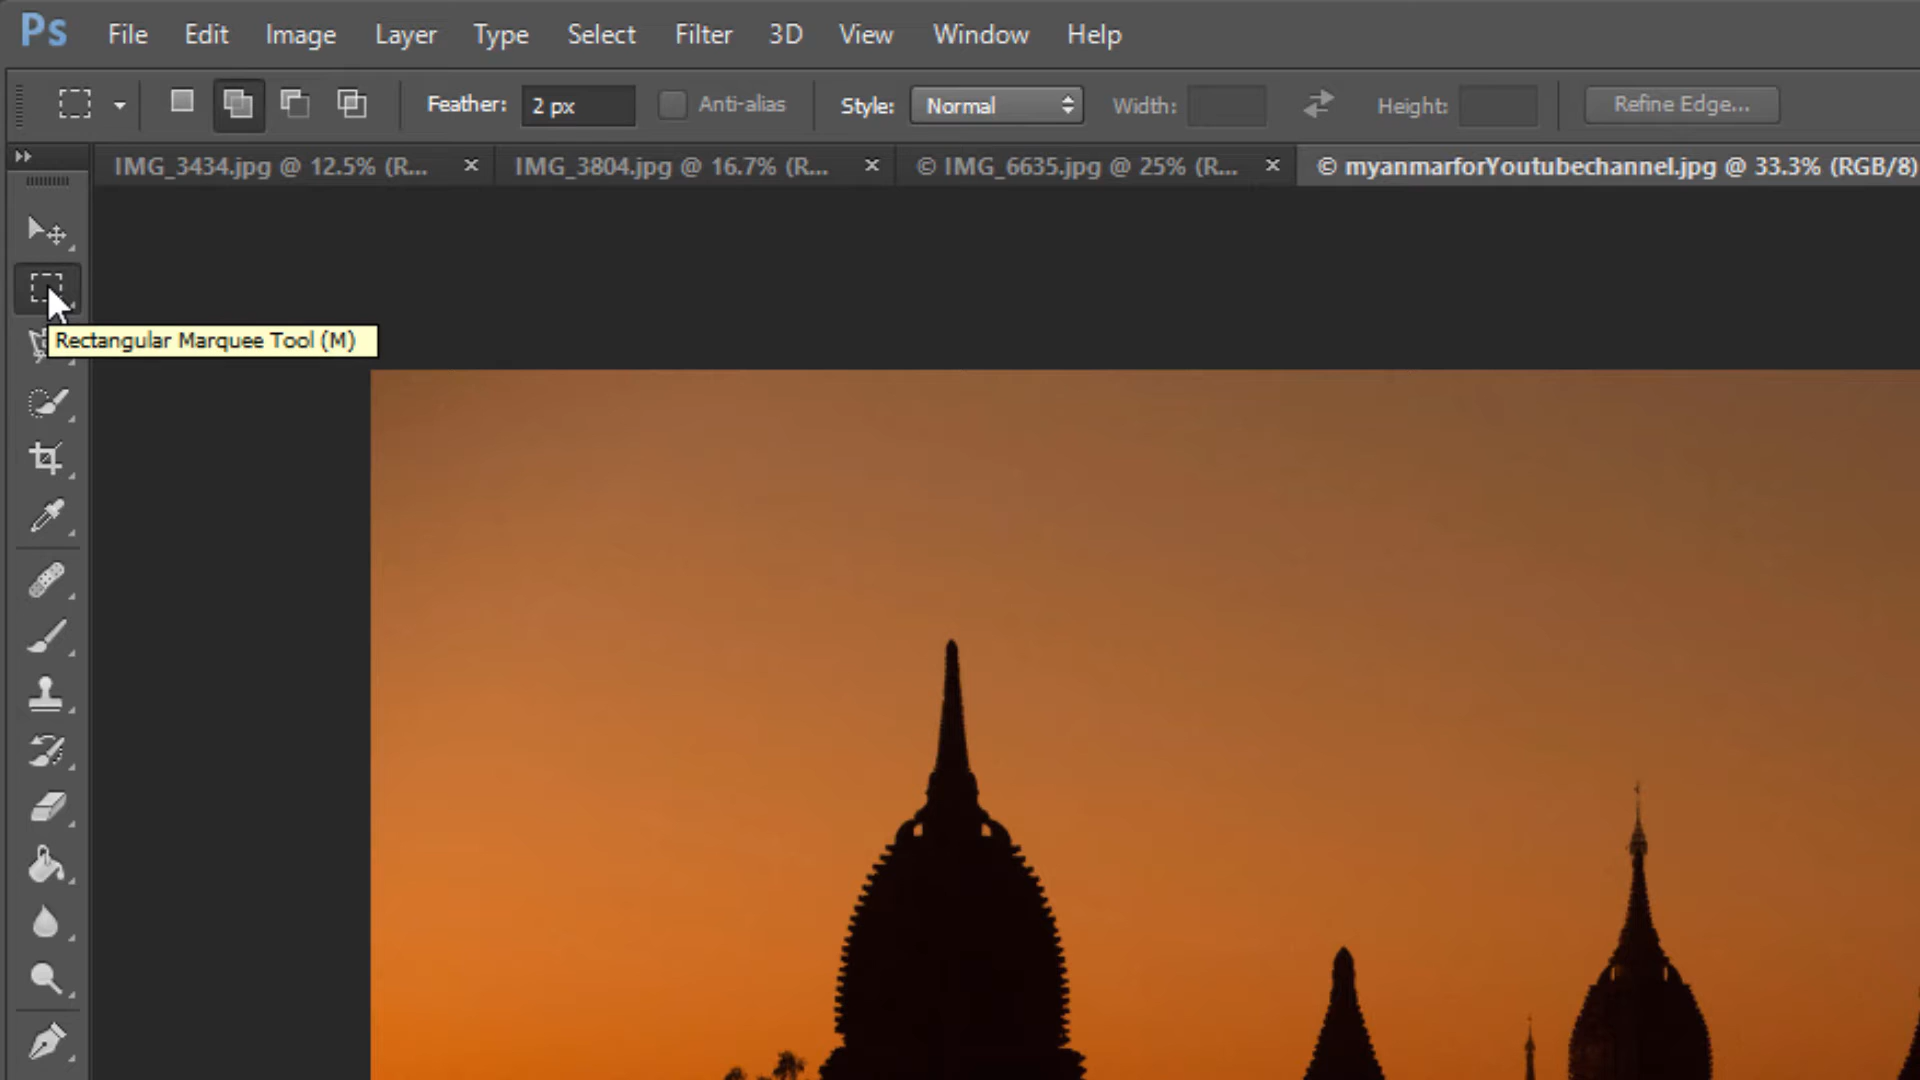 Ps File Edit Image Layer Type Select Filter 3D View Window Help
Feather: 2 px Anti-alias Style: Normal Width: Height: Refine Edge...
IMG_3434.jpg @ 12.5% (R... × IMG_3804.jpg @ 16.7% (R... × © IMG_6635.jpg @ 25% (R... × © myanmarforYoutubechannel.jpg @ 33.3% (RGB/8)
Rectangular Marquee Tool (M)